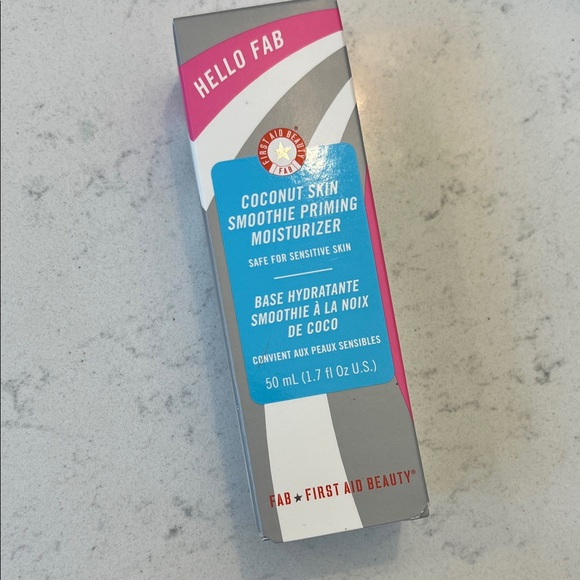 HELLO FAB
FIRST AID BEAUTY®
FAB
COCONUT SKIN
SMOOTHIE PRIMING
MOISTURIZER
SAFE FOR SENSITIVE SKIN
BASE HYDRATANTE
SMOOTHIE À LA NOIX
DE COCO
CONVIENT AUX PEAUX SENSIBLES
50 mL (1.7 fl Oz U.S.)
FAB★FIRST AID BEAUTY®